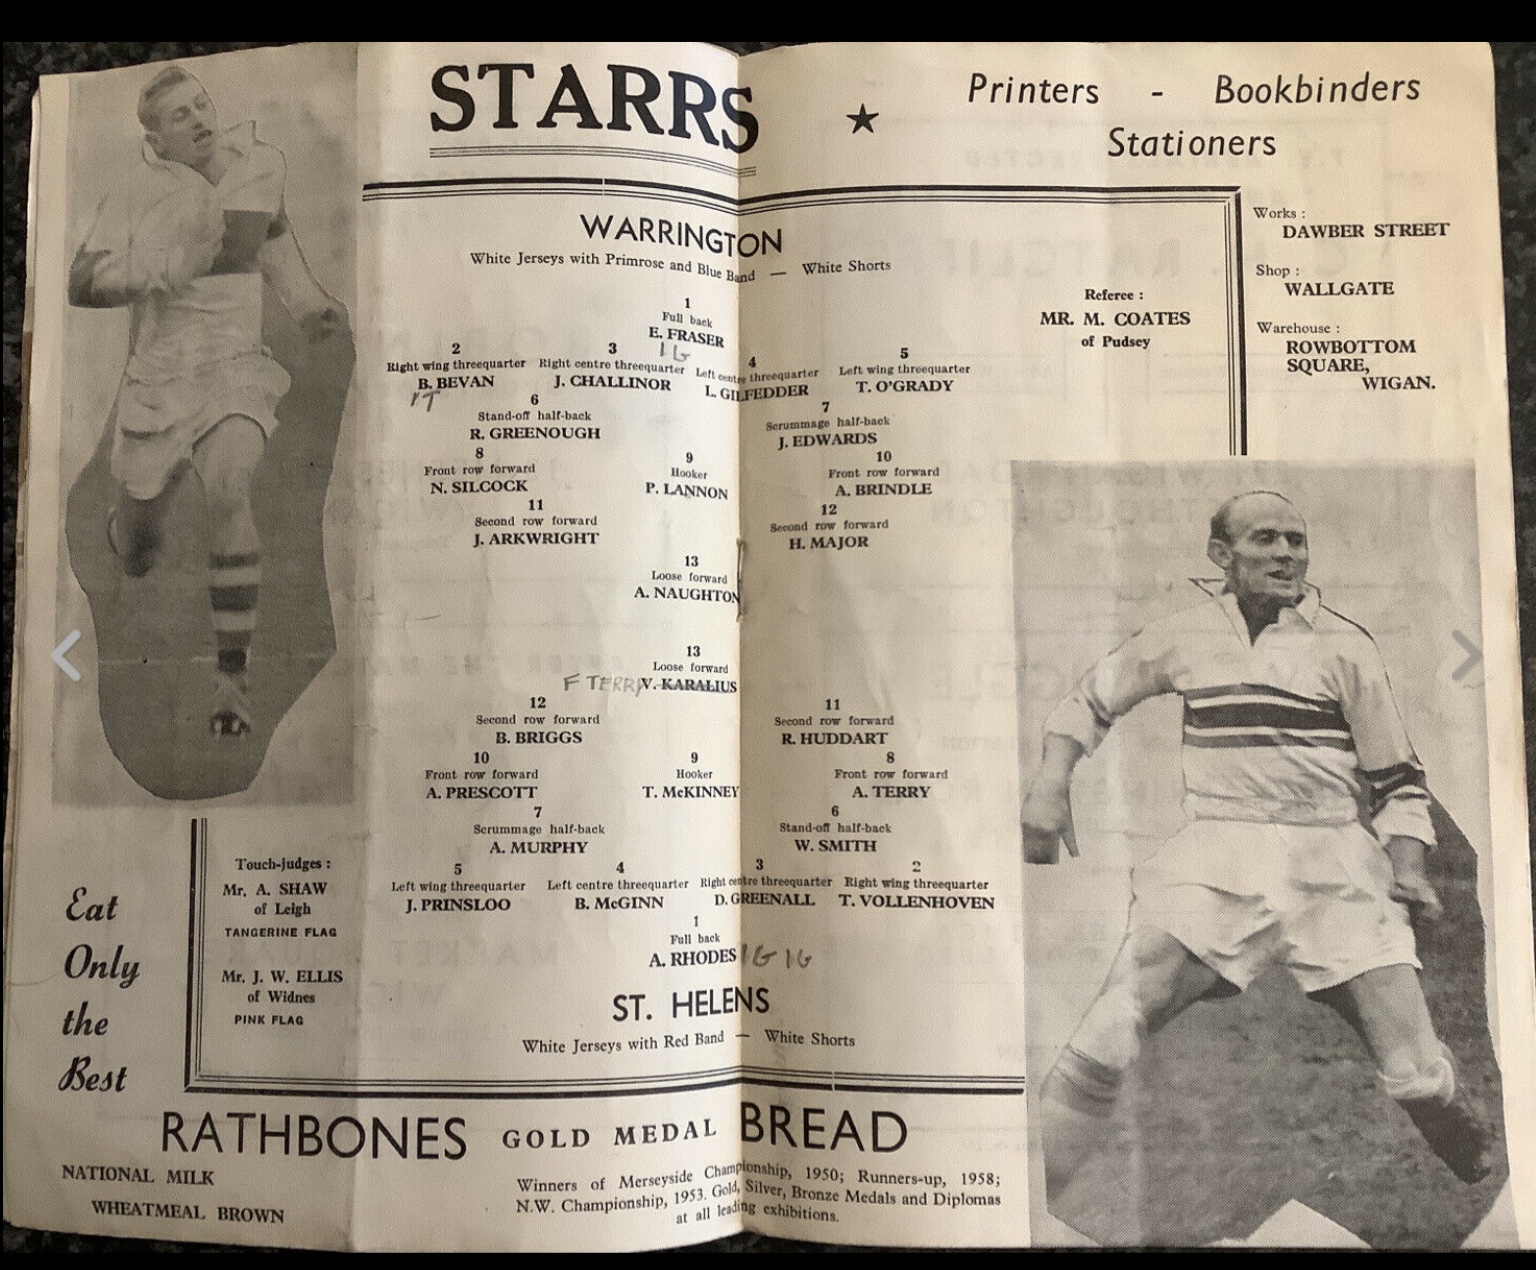 STARRS ★ Printers - Bookbinders
Stationers
WARRINGTON
White Jerseys with Primrose and Blue Band — White Shorts
Works :
DAWBER STREET
Shop :
WALLGATE
Warehouse :
ROWBOTTOM
SQUARE,
WIGAN.
Referee :
MR. M. COATES
of Pudsey
1
Full back
E. FRASER
1G
2 3 4 5
Right wing threequarter Right centre threequarter Left centre threequarter Left wing threequarter
B. BEVAN J. CHALLINOR L. GILFEDDER T. O'GRADY
1T
6 7
Stand-off half-back Scrummage half-back
R. GREENOUGH J. EDWARDS
8 9 10
Front row forward Hooker Front row forward
N. SILCOCK P. LANNON A. BRINDLE
11 12
Second row forward Second row forward
J. ARKWRIGHT H. MAJOR
13
Loose forward
A. NAUGHTON
13
Loose forward
F TERRY V. KARALIUS
12 11
Second row forward Second row forward
B. BRIGGS R. HUDDART
10 9 8
Front row forward Hooker Front row forward
A. PRESCOTT T. McKINNEY A. TERRY
7 6
Scrummage half-back Stand-off half-back
A. MURPHY W. SMITH
5 4 3 2
Left wing threequarter Left centre threequarter Right centre threequarter Right wing threequarter
J. PRINSLOO B. McGINN D. GREENALL T. VOLLENHOVEN
1
Full back
A. RHODES 1G 1G
ST. HELENS
White Jerseys with Red Band — White Shorts
Touch-judges :
Mr. A. SHAW
of Leigh
TANGERINE FLAG
Mr. J. W. ELLIS
of Widnes
PINK FLAG
Eat
Only
the
Best
RATHBONES GOLD MEDAL BREAD
NATIONAL MILK
WHEATMEAL BROWN
Winners of Merseyside Championship, 1950; Runners-up, 1958;
N.W. Championship, 1953. Gold, Silver, Bronze Medals and Diplomas
at all leading exhibitions.